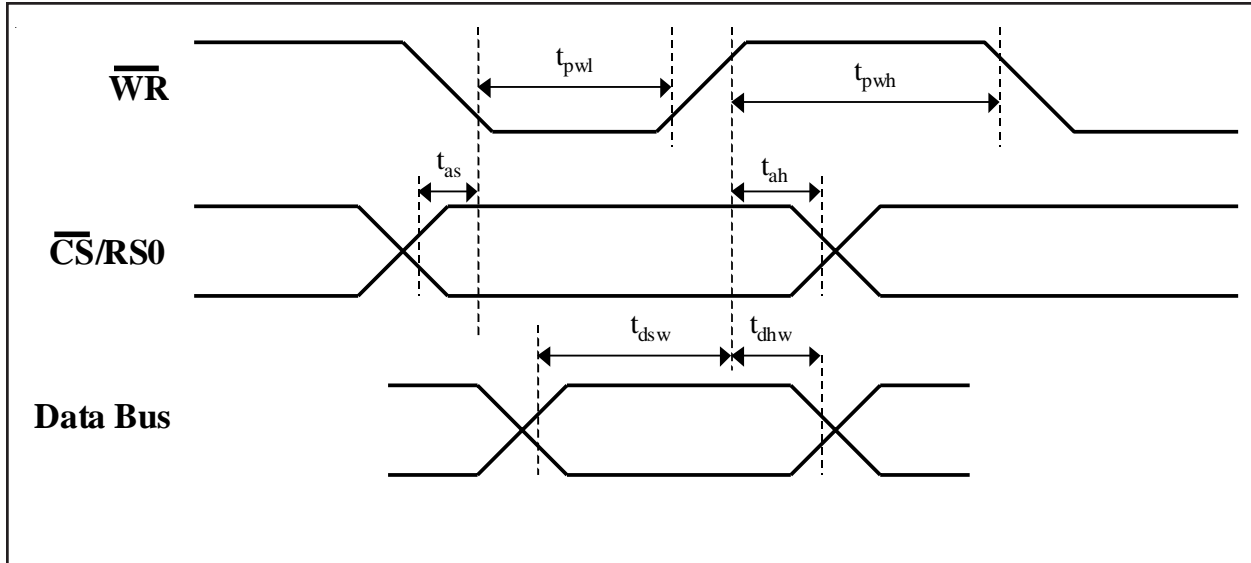 WR
t_pwl
t_pwh
t_as
t_ah
CS/RS0
t_dsw
t_dhw
Data Bus